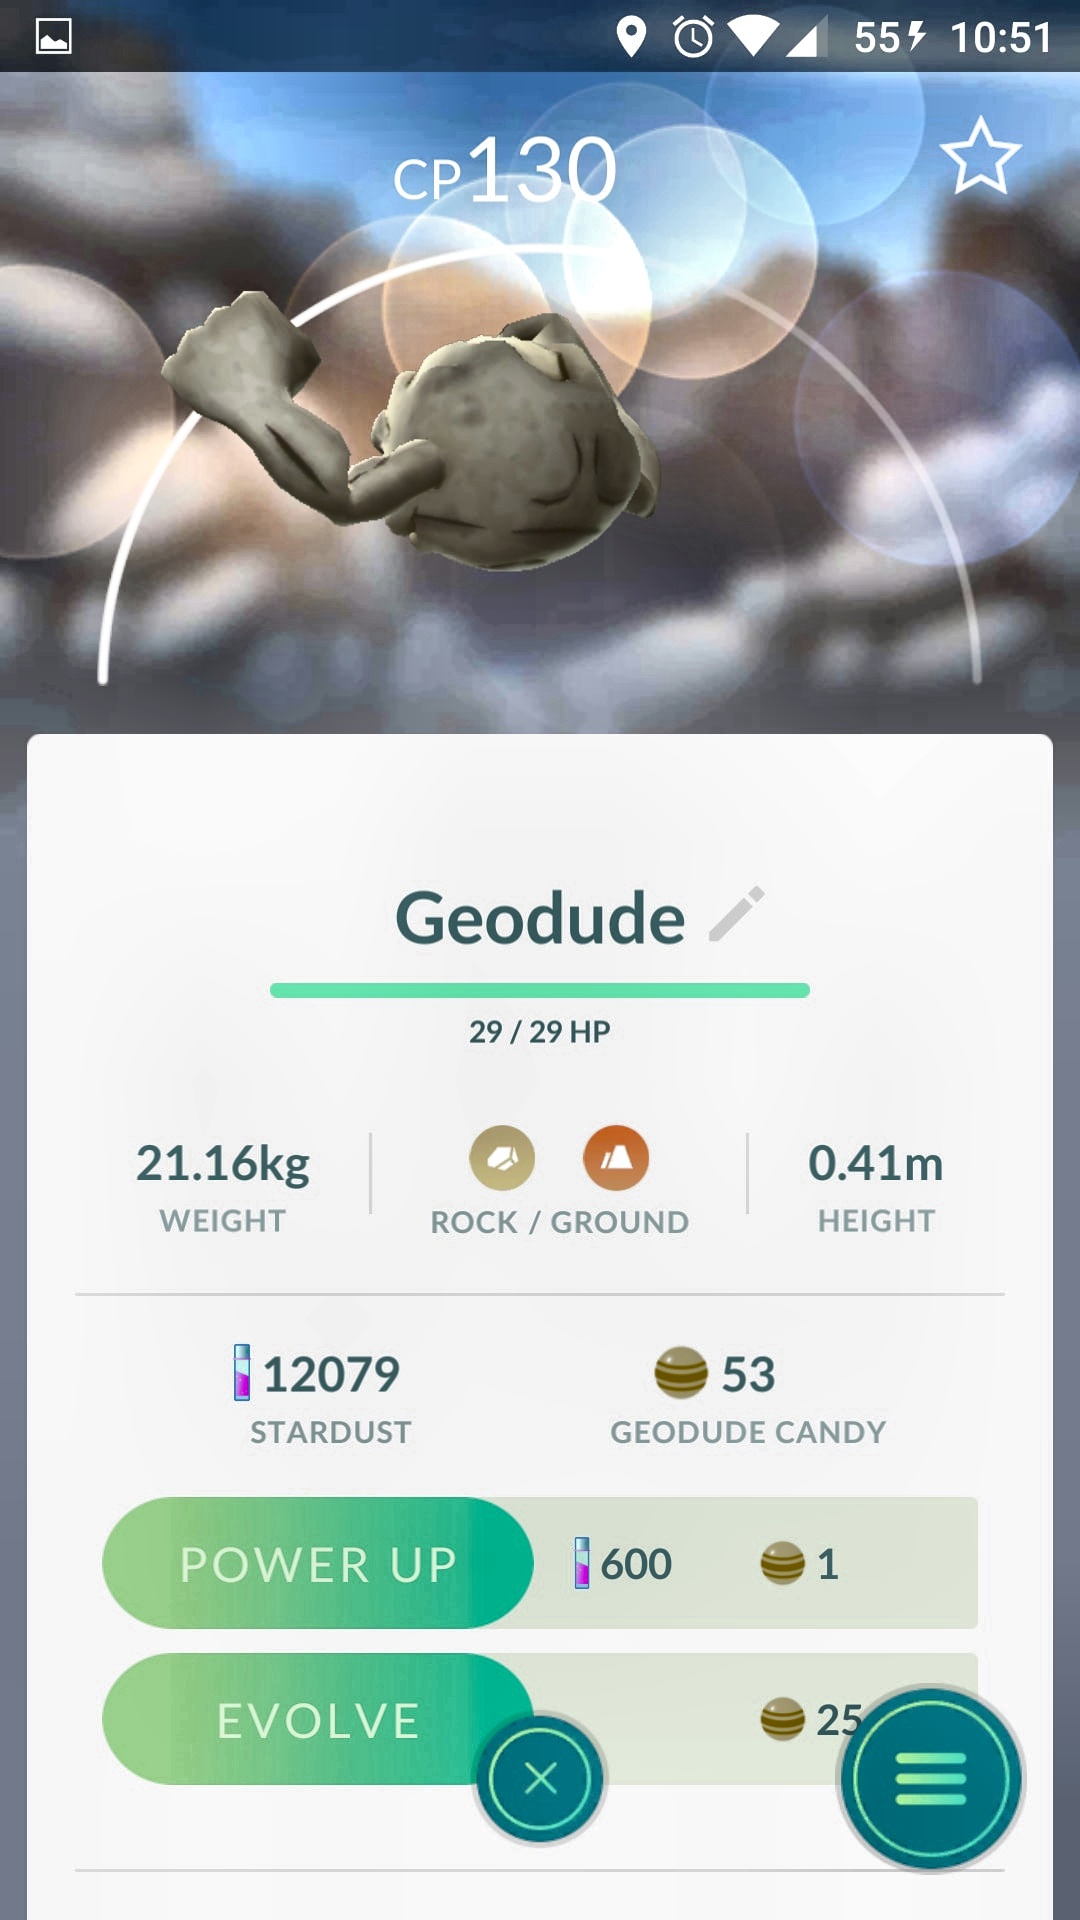 55 10:51
CP130
Geodude
29 / 29 HP
21.16kg
WEIGHT
ROCK / GROUND
0.41m
HEIGHT
12079
STARDUST
53
GEODUDE CANDY
POWER UP 600 1
EVOLVE 25